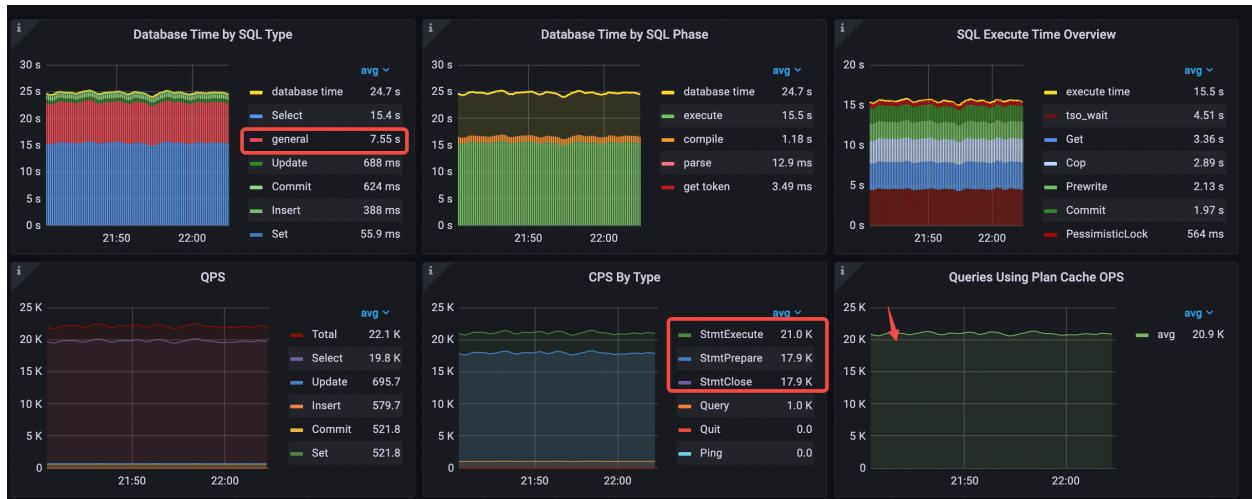 i
Database Time by SQL Type
30 s
25 s
20 s
15 s
10 s
5 s
0 s
21:50 22:00
avg
database time 24.7 s
Select 15.4 s
general 7.55 s
Update 688 ms
Commit 624 ms
Insert 388 ms
Set 55.9 ms
i
Database Time by SQL Phase
30 s
25 s
20 s
15 s
10 s
5 s
0 s
21:50 22:00
avg
database time 24.7 s
execute 15.5 s
compile 1.18 s
parse 12.9 ms
get token 3.49 ms
i
SQL Execute Time Overview
20 s
15 s
10 s
5 s
0 s
21:50 22:00
avg
execute time 15.5 s
tso_wait 4.51 s
Get 3.36 s
Cop 2.89 s
Prewrite 2.13 s
Commit 1.97 s
PessimisticLock 564 ms
i
QPS
25 K
20 K
15 K
10 K
5 K
0
21:50 22:00
avg
Total 22.1 K
Select 19.8 K
Update 695.7
Insert 579.7
Commit 521.8
Set 521.8
i
CPS By Type
25 K
20 K
15 K
10 K
5 K
0
21:50 22:00
avg
StmtExecute 21.0 K
StmtPrepare 17.9 K
StmtClose 17.9 K
Query 1.0 K
Quit 0.0
Ping 0.0
i
Queries Using Plan Cache OPS
25 K
20 K
15 K
10 K
5 K
0
21:50 22:00
avg
avg 20.9 K